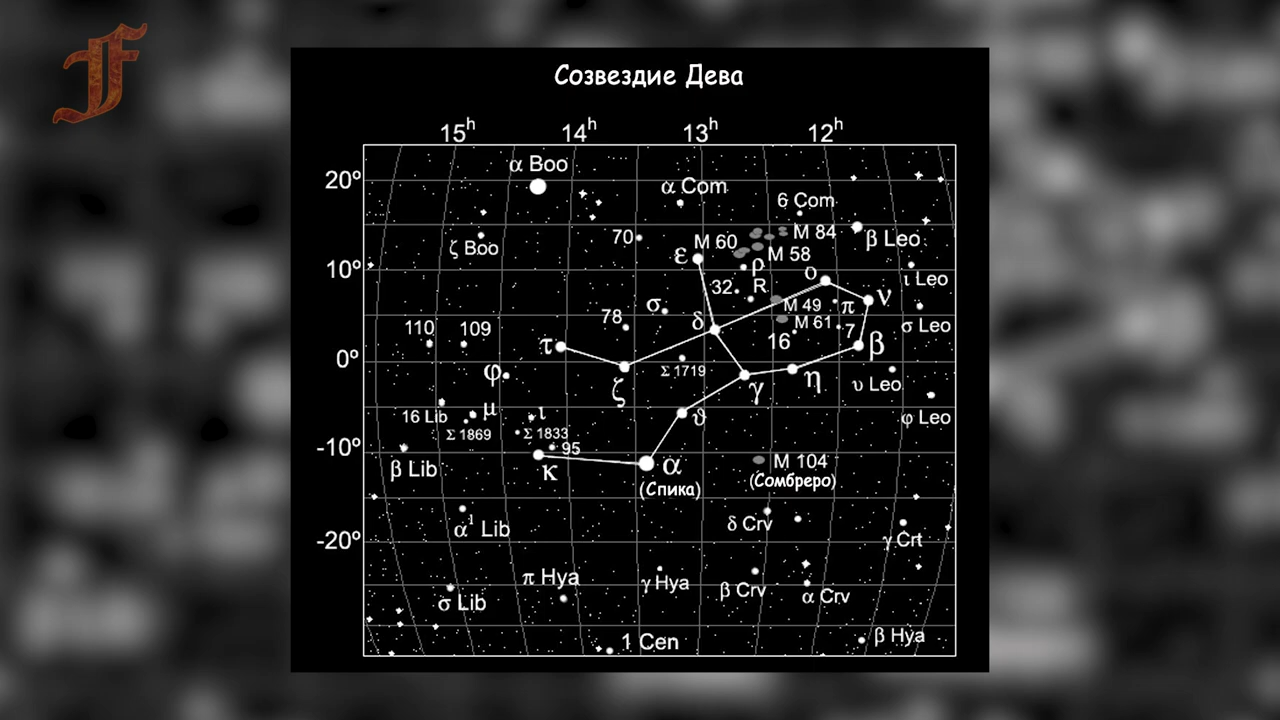 F
Созвездие Дева
15h 14h 13h 12h
α Boo
20º
α Com
6 Com
70
M 60
M 84
β Leo
ζ Boo
ε
M 58
10º
ρ
ο
ι Leo
32
R
ν
σ
M 49
π
110
109
78
δ
M 61
7
σ Leo
τ
16
β
0º
φ
Σ 1719
η
υ Leo
ζ
γ
16 Lib
μ
ι
ϑ
φ Leo
Σ 1869
Σ 1833
-10º
95
β Lib
κ
α
M 104
(Спика)
(Сомбреро)
α¹ Lib
δ Crv
-20º
γ Crt
π Hya
γ Hya
β Crv
α Crv
σ Lib
1 Cen
β Hya